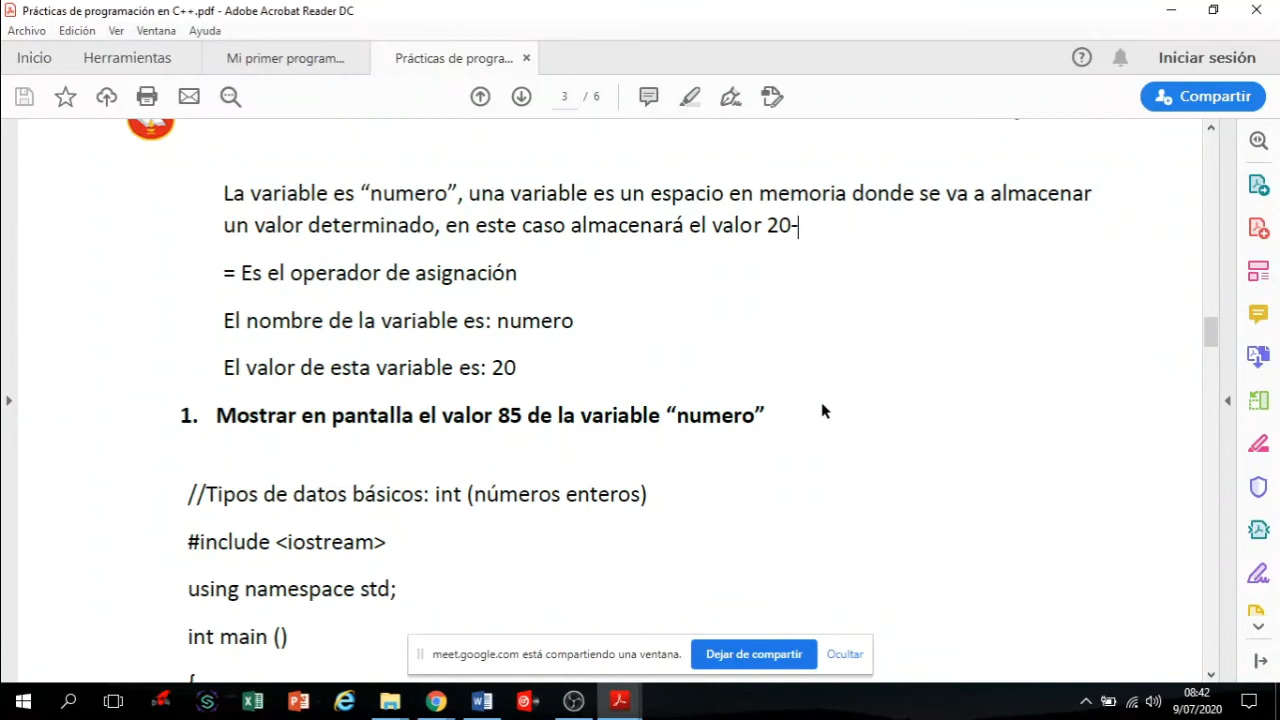 Prácticas de programación en C++.pdf - Adobe Acrobat Reader DC
Archivo Edición Ver Ventana Ayuda
Inicio Herramientas Mi primer program... Prácticas de progra... Iniciar sesión
3 / 6 Compartir
La variable es “numero”, una variable es un espacio en memoria donde se va a almacenar
un valor determinado, en este caso almacenará el valor 20-
= Es el operador de asignación
El nombre de la variable es: numero
El valor de esta variable es: 20
1. Mostrar en pantalla el valor 85 de la variable “numero”
//Tipos de datos básicos: int (números enteros)
#include <iostream>
using namespace std;
int main ()
{
meet.google.com está compartiendo una ventana. Dejar de compartir Ocultar
08:42
9/07/2020